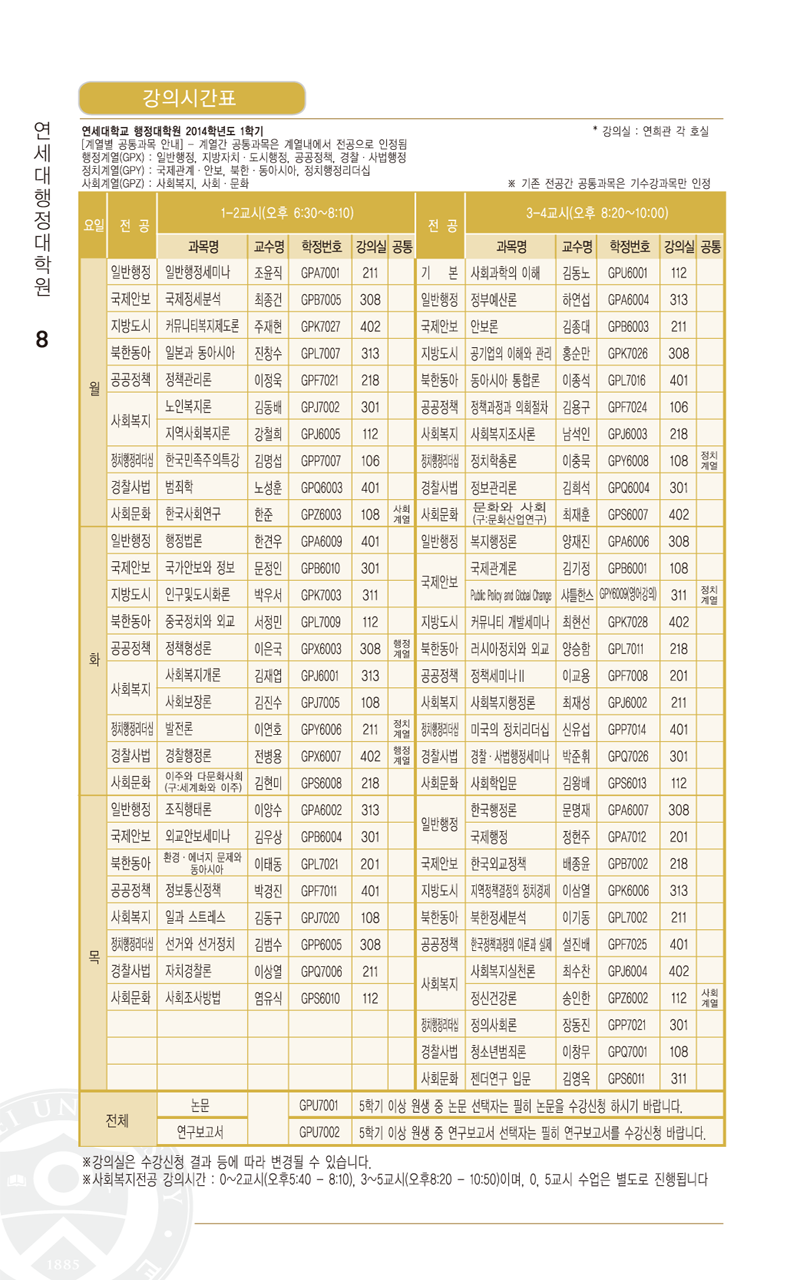 강의시간표
연세대행정대학원
8
연세대학교 행정대학원 2014학년도 1학기
* 강의실 : 연희관 각 호실
[계열별 공통과목 안내] - 계열간 공통과목은 계열내에서 전공으로 인정됨
행정계열(GPX) : 일반행정, 지방자치·도시행정, 공공정책, 경찰·사법행정
정치계열(GPY) : 국제관계·안보, 북한·동아시아, 정치행정리더십
사회계열(GPZ) : 사회복지, 사회·문화
※ 기존 전공간 공통과목은 기수강과목만 인정
요일 전 공 1-2교시(오후 6:30~8:10) 전 공 3-4교시(오후 8:20~10:00)
과목명 교수명 학정번호 강의실 공통 과목명 교수명 학정번호 강의실 공통
월
일반행정 일반행정세미나 조윤직 GPA7001 211 기 본 사회과학의 이해 김동노 GPU6001 112
국제안보 국제정세분석 최종건 GPB7005 308 일반행정 정부예산론 하연섭 GPA6004 313
지방도시 커뮤니티복지제도론 주재현 GPK7027 402 국제안보 안보론 김종대 GPB6003 211
북한동아 일본과 동아시아 진창수 GPL7007 313 지방도시 공기업의 이해와 관리 홍순만 GPK7026 308
공공정책 정책관리론 이정욱 GPF7021 218 북한동아 동아시아 통합론 이종석 GPL7016 401
사회복지 노인복지론 김동배 GPJ7002 301 공공정책 정책과정과 의회절차 김용구 GPF7024 106
지역사회복지론 강철희 GPJ6005 112 사회복지 사회복지조사론 남석인 GPJ6003 218
정치행정리더십 한국민족주의특강 김명섭 GPP7007 106 정치행정리더십 정치학총론 이충묵 GPY6008 108 정치계열
경찰사법 범죄학 노성훈 GPQ6003 401 경찰사법 정보관리론 김희석 GPQ6004 301
사회문화 한국사회연구 한준 GPZ6003 108 사회계열 사회문화 문화와 사회(구:문화산업연구) 최재훈 GPS6007 402
화
일반행정 행정법론 한견우 GPA6009 401 일반행정 복지행정론 양재진 GPA6006 308
국제안보 국가안보와 정보 문정인 GPB6010 301 국제안보 국제관계론 김기정 GPB6001 108
지방도시 인구및도시화론 박우서 GPK7003 311 Public Policy and Global Change 샤틀한스 GPY6009(영어강의) 311 정치계열
북한동아 중국정치와 외교 서정민 GPL7009 112 지방도시 커뮤니티 개발세미나 최현선 GPK7028 402
공공정책 정책형성론 이은국 GPX6003 308 행정계열 북한동아 러시아정치와 외교 양승함 GPL7011 218
사회복지 사회복지개론 김재엽 GPJ6001 313 공공정책 정책세미나Ⅱ 이교용 GPF7008 201
사회보장론 김진수 GPJ7005 108 사회복지 사회복지행정론 최재성 GPJ6002 211
정치행정리더십 발전론 이연호 GPY6006 211 정치계열 정치행정리더십 미국의 정치리더십 신유섭 GPP7014 401
경찰사법 경찰행정론 전병용 GPX6007 402 행정계열 경찰사법 경찰·사법행정세미나 박준휘 GPQ7026 301
사회문화 이주와 다문화사회(구:세계화와 이주) 김현미 GPS6008 218 사회문화 사회학입문 김왕배 GPS6013 112
목
일반행정 조직행태론 이양수 GPA6002 313 일반행정 한국행정론 문명재 GPA6007 308
국제안보 외교안보세미나 김우상 GPB6004 301 국제행정 정헌주 GPA7012 201
북한동아 환경·에너지 문제와 동아시아 이태동 GPL7021 201 국제안보 한국외교정책 배종윤 GPB7002 218
공공정책 정보통신정책 박경진 GPF7011 401 지방도시 지역정책결정의 정치경제 이삼열 GPK6006 313
사회복지 일과 스트레스 김동구 GPJ7020 108 북한동아 북한정세분석 이기동 GPL7002 211
정치행정리더십 선거와 선거정치 김범수 GPP6005 308 공공정책 한국정책과정의 이론과 실제 설진배 GPF7025 401
경찰사법 자치경찰론 이상열 GPQ7006 211 사회복지 사회복지실천론 최수찬 GPJ6004 402
사회문화 사회조사방법 염유식 GPS6010 112 정신건강론 송인한 GPZ6002 112 사회계열
정치행정리더십 정의사회론 장동진 GPP7021 301
경찰사법 청소년범죄론 이창무 GPQ7001 108
사회문화 젠더연구 입문 김영옥 GPS6011 311
전체 논문 GPU7001 5학기 이상 원생 중 논문 선택자는 필히 논문을 수강신청 하시기 바랍니다.
연구보고서 GPU7002 5학기 이상 원생 중 연구보고서 선택자는 필히 연구보고서를 수강신청 바랍니다.
※강의실은 수강신청 결과 등에 따라 변경될 수 있습니다.
※사회복지전공 강의시간 : 0~2교시(오후5:40 - 8:10), 3~5교시(오후8:20 - 10:50)이며, 0, 5교시 수업은 별도로 진행됩니다
1885